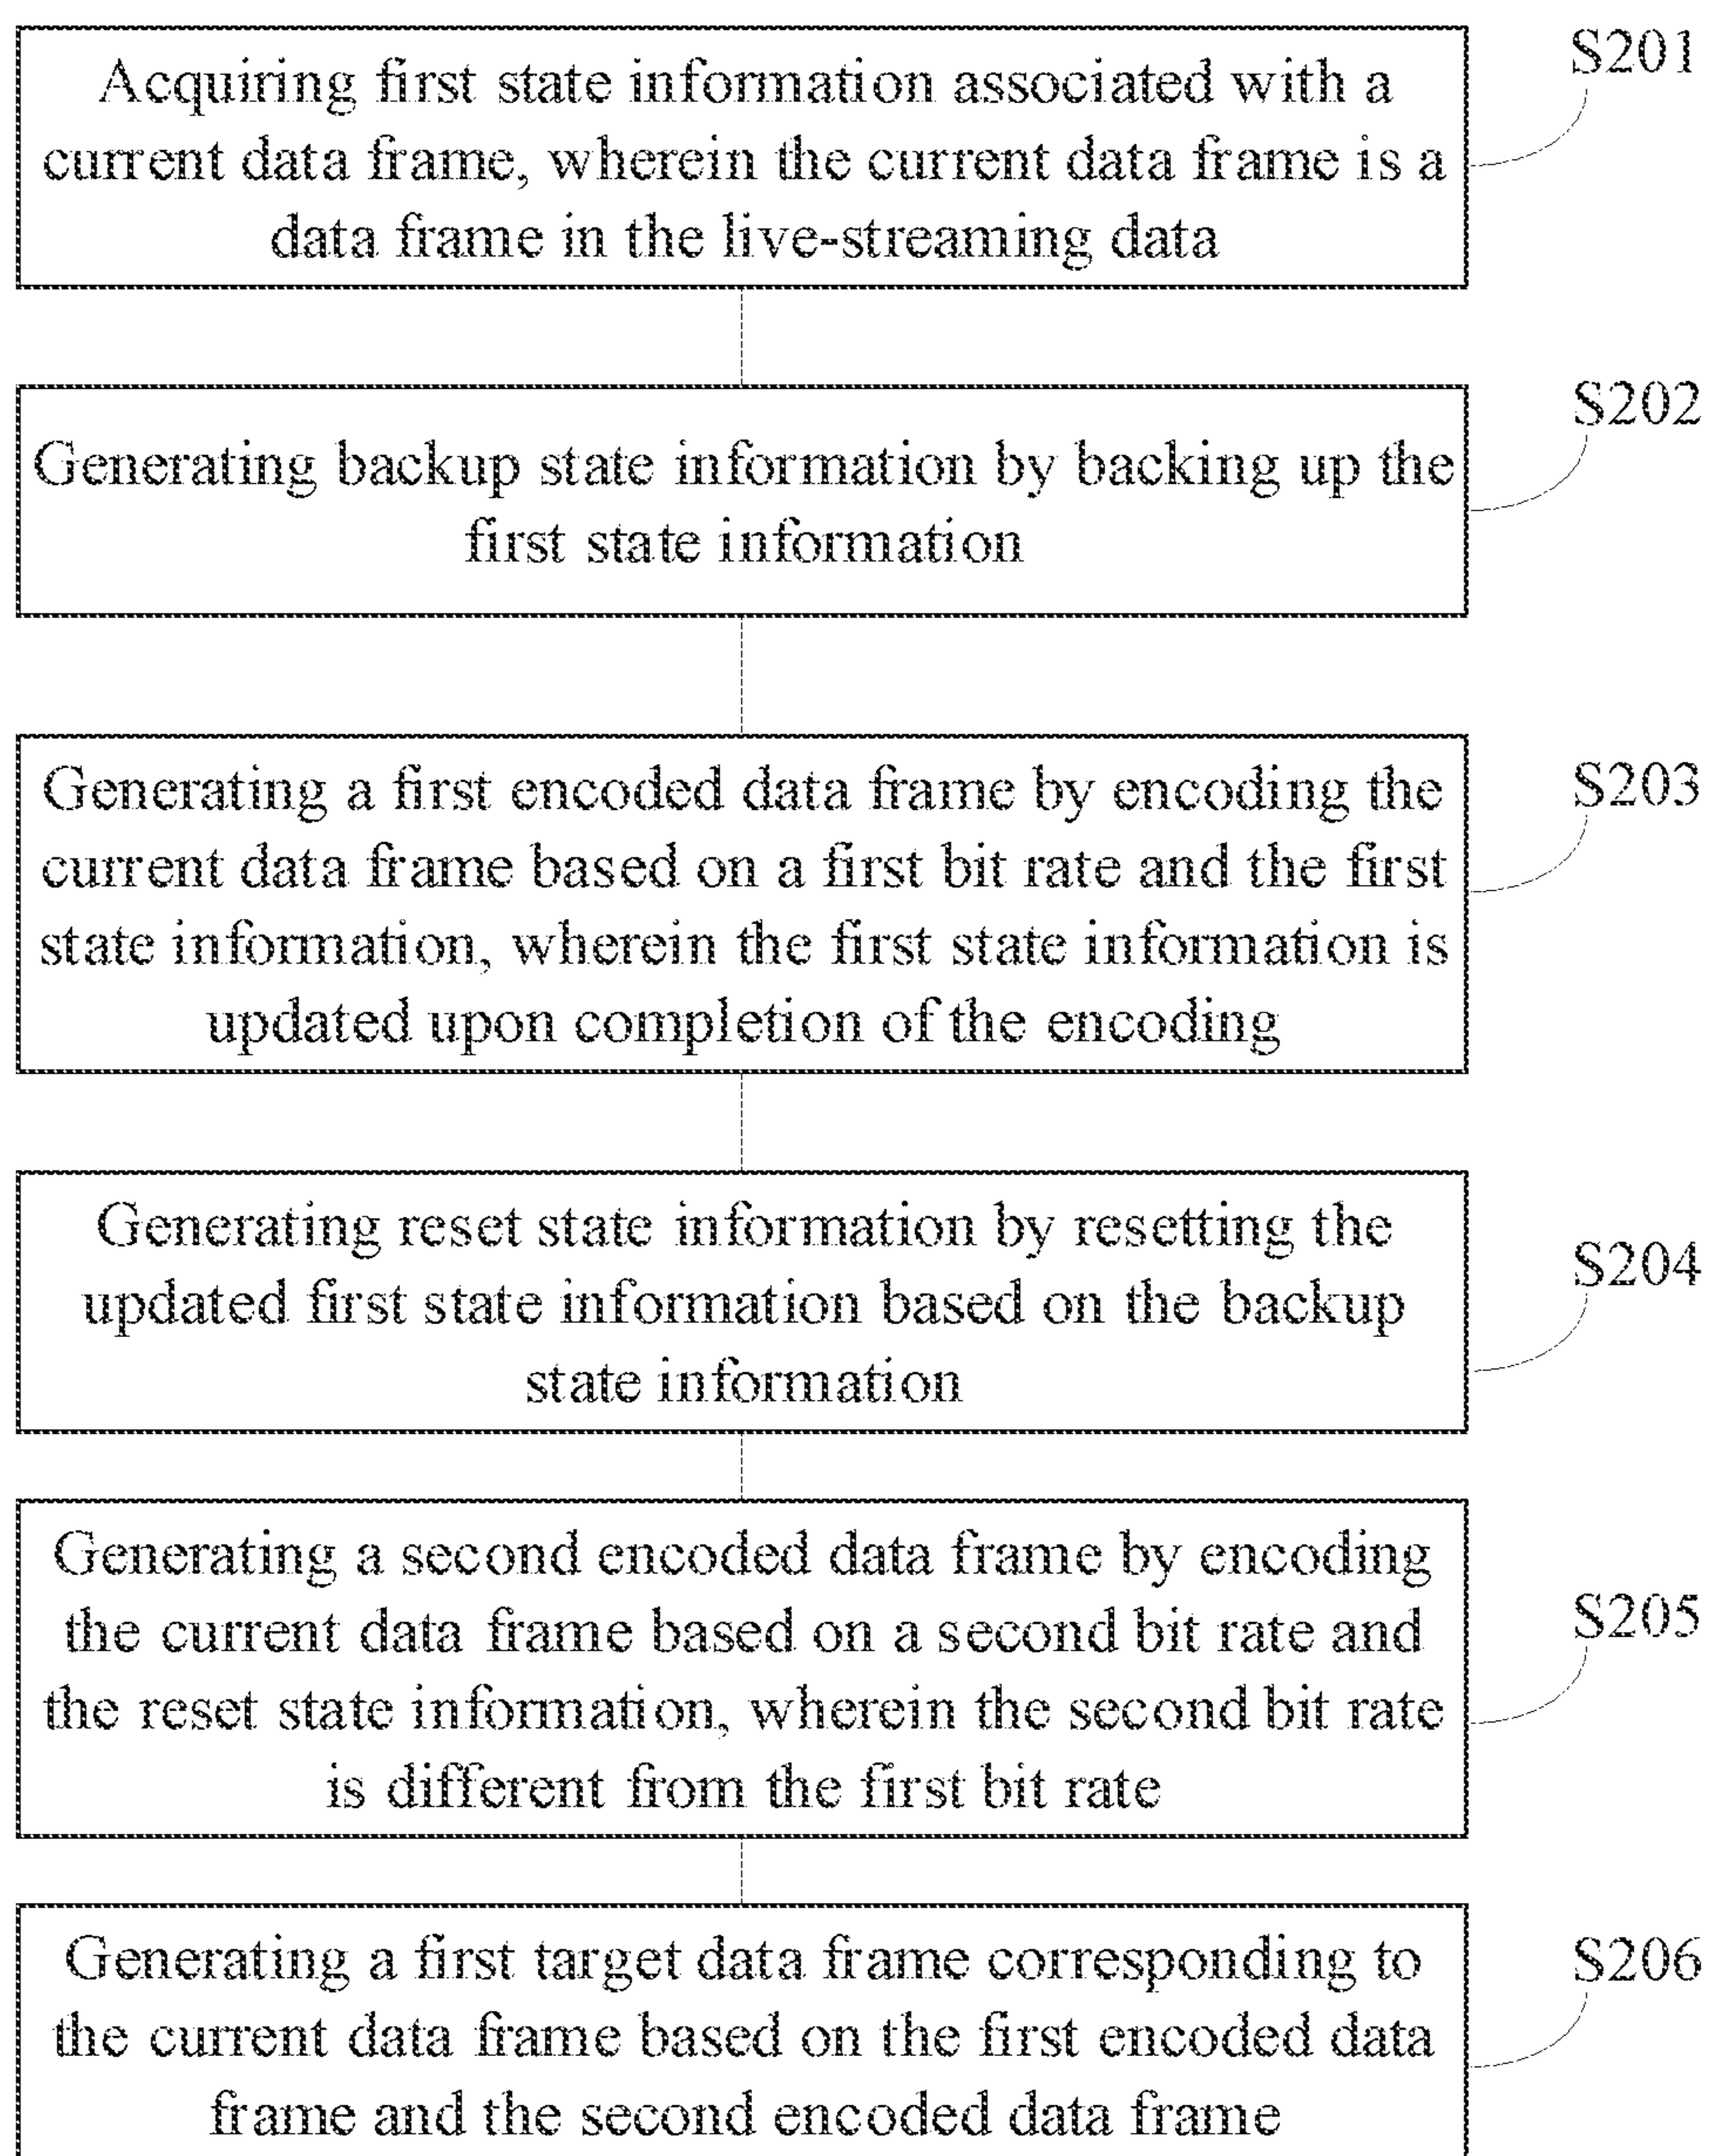 Acquiring first state information associated with a
current data frame, wherein the current data frame is a
data frame in the live-streaming data
S201
Generating backup state information by backing up the
first state information
S202
Generating a first encoded data frame by encoding the
current data frame based on a first bit rate and the first
state information, wherein the first state information is
updated upon completion of the encoding
S203
Generating reset state information by resetting the
updated first state information based on the backup
state information
S204
Generating a second encoded data frame by encoding
the current data frame based on a second bit rate and
the reset state information, wherein the second bit rate
is different from the first bit rate
S205
Generating a first target data frame corresponding to
the current data frame based on the first encoded data
frame and the second encoded data frame
S206